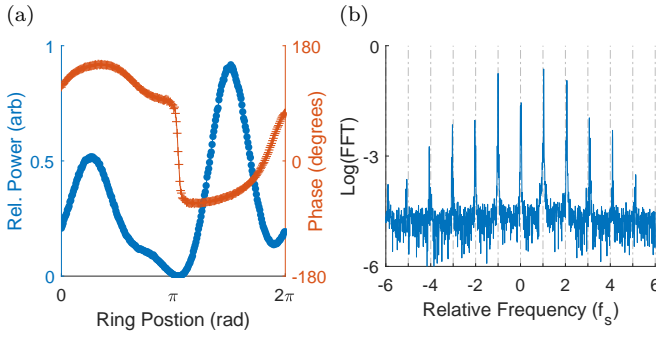 (a)
(b)
1
0.5
0
Rel. Power (arb)
180
0
-180
Phase (degrees)
0
π
2π
Ring Postion (rad)
0
-3
-6
Log(FFT)
-6
-4
-2
0
2
4
6
Relative Frequency (f_s)